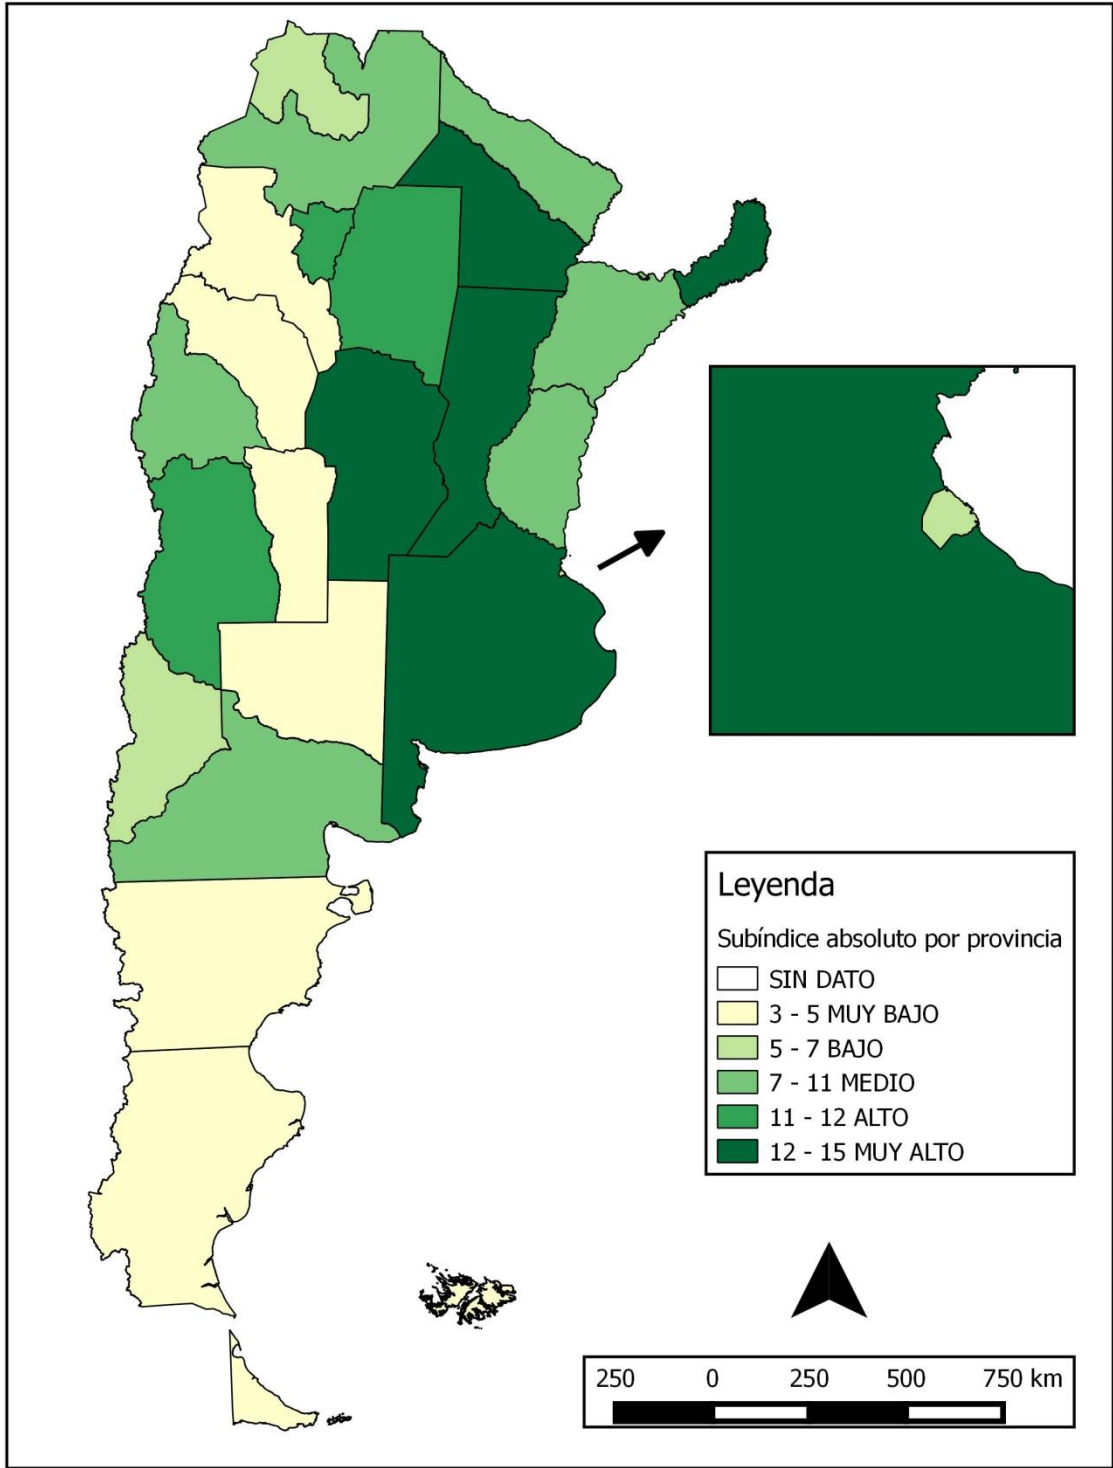 Leyenda
Subíndice absoluto por provincia
SIN DATO
3 - 5 MUY BAJO
5 - 7 BAJO
7 - 11 MEDIO
11 - 12 ALTO
12 - 15 MUY ALTO
250 0 250 500 750 km